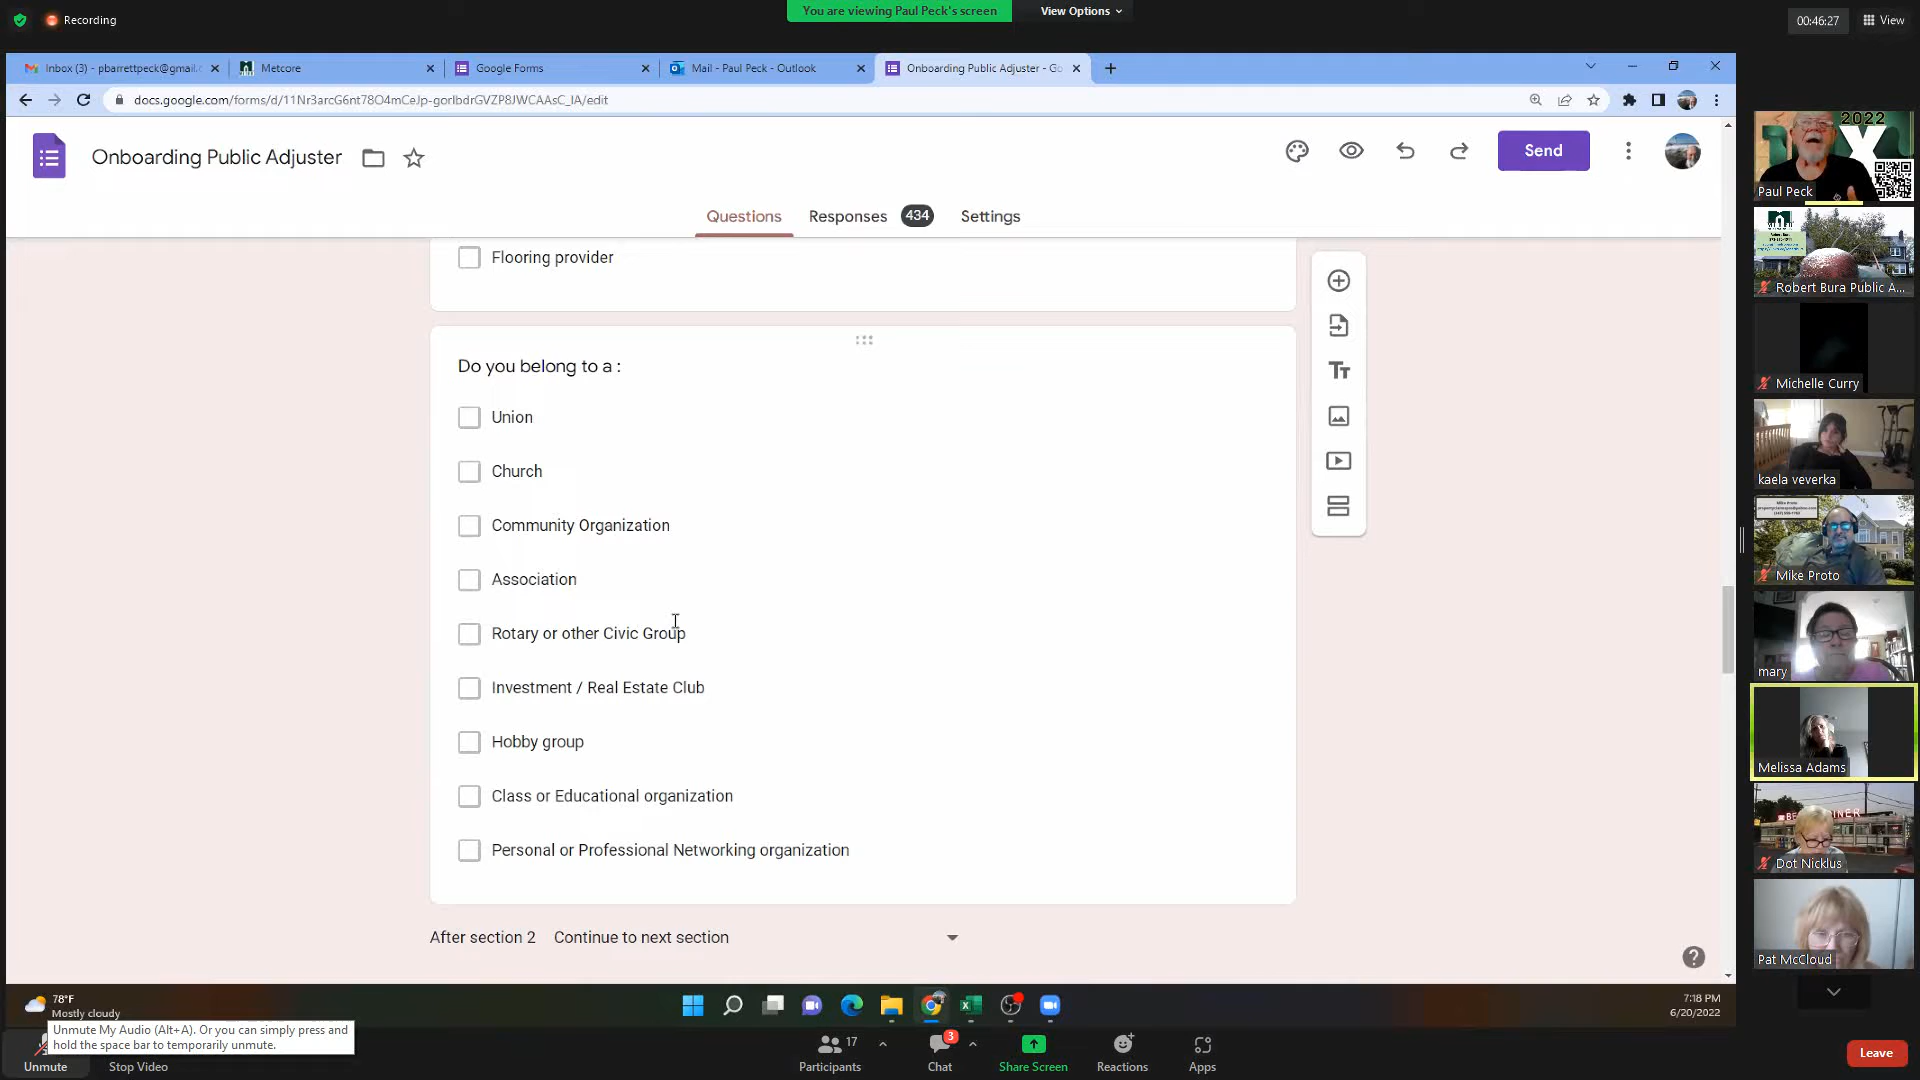 Recording
You are viewing Paul Peck's screen
View Options
00:46:27
View
Inbox (3) - pbarrettpeck@gmail.c
Metcore
Google Forms
Mail - Paul Peck - Outlook
Onboarding Public Adjuster - Go
docs.google.com/forms/d/11Nr3arcG6nt78O4mCeJp-gorIbdrGVZP8JWCAAsC_IA/edit
Onboarding Public Adjuster
Send
Questions
Responses
434
Settings
Flooring provider
Do you belong to a :
Union
Church
Community Organization
Association
Rotary or other Civic Group
Investment / Real Estate Club
Hobby group
Class or Educational organization
Personal or Professional Networking organization
After section 2
Continue to next section
2022
Paul Peck
Robert Bura Public A...
Michelle Curry
kaela veverka
Mike Proto
mary
Melissa Adams
Dot Nicklus
Pat McCloud
78°F
Mostly cloudy
7:18 PM
6/20/2022
Unmute My Audio (Alt+A). Or you can simply press and
hold the space bar to temporarily unmute.
Unmute
Stop Video
17
Participants
3
Chat
Share Screen
Reactions
Apps
Leave